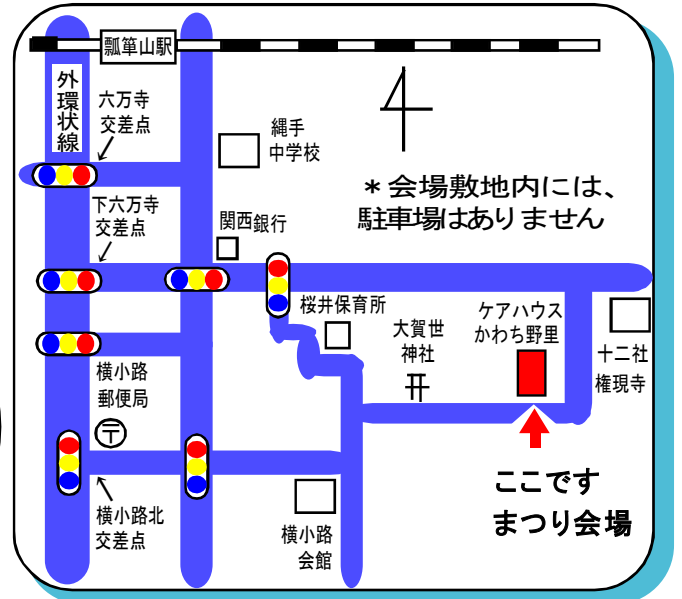 瓢箪山駅
外環状線
六万寺
交差点
縄手
中学校
＊会場敷地内には、
駐車場はありません
下六万寺
交差点
関西銀行
桜井保育所
大賀世
神社
ケアハウス
かわち野里
十二社
権現寺
横小路
郵便局
〒
ここです
まつり会場
横小路北
交差点
横小路
会館